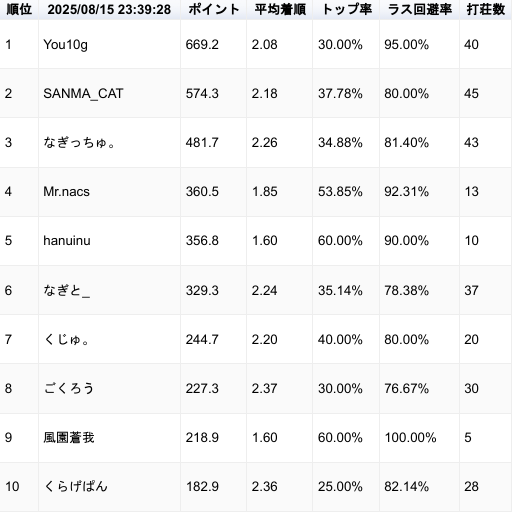 順位 2025/08/15 23:39:28 ポイント 平均着順 トップ率 ラス回避率 打荘数
1 You10g 669.2 2.08 30.00% 95.00% 40
2 SANMA_CAT 574.3 2.18 37.78% 80.00% 45
3 なぎっちゅ。 481.7 2.26 34.88% 81.40% 43
4 Mr.nacs 360.5 1.85 53.85% 92.31% 13
5 hanuinu 356.8 1.60 60.00% 90.00% 10
6 なぎと_ 329.3 2.24 35.14% 78.38% 37
7 くじゅ。 244.7 2.20 40.00% 80.00% 20
8 ごくろう 227.3 2.37 30.00% 76.67% 30
9 風園蒼我 218.9 1.60 60.00% 100.00% 5
10 くらげぱん 182.9 2.36 25.00% 82.14% 28